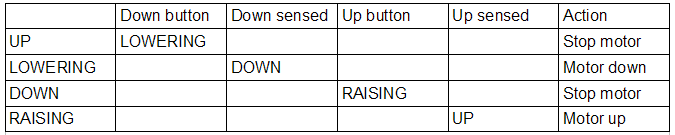 Down button Down sensed Up button Up sensed Action
UP LOWERING Stop motor
LOWERING DOWN Motor down
DOWN RAISING Stop motor
RAISING UP Motor up